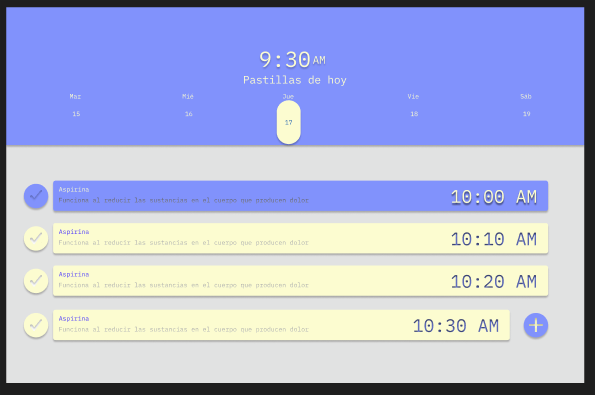 9:30 AM
Pastillas de hoy
Mar Mié Jue Vie Sáb
15 16 17 18 19
Aspirina
Funciona al reducir las sustancias en el cuerpo que producen dolor
10:00 AM
Aspirina
Funciona al reducir las sustancias en el cuerpo que producen dolor
10:10 AM
Aspirina
Funciona al reducir las sustancias en el cuerpo que producen dolor
10:20 AM
Aspirina
Funciona al reducir las sustancias en el cuerpo que producen dolor
10:30 AM